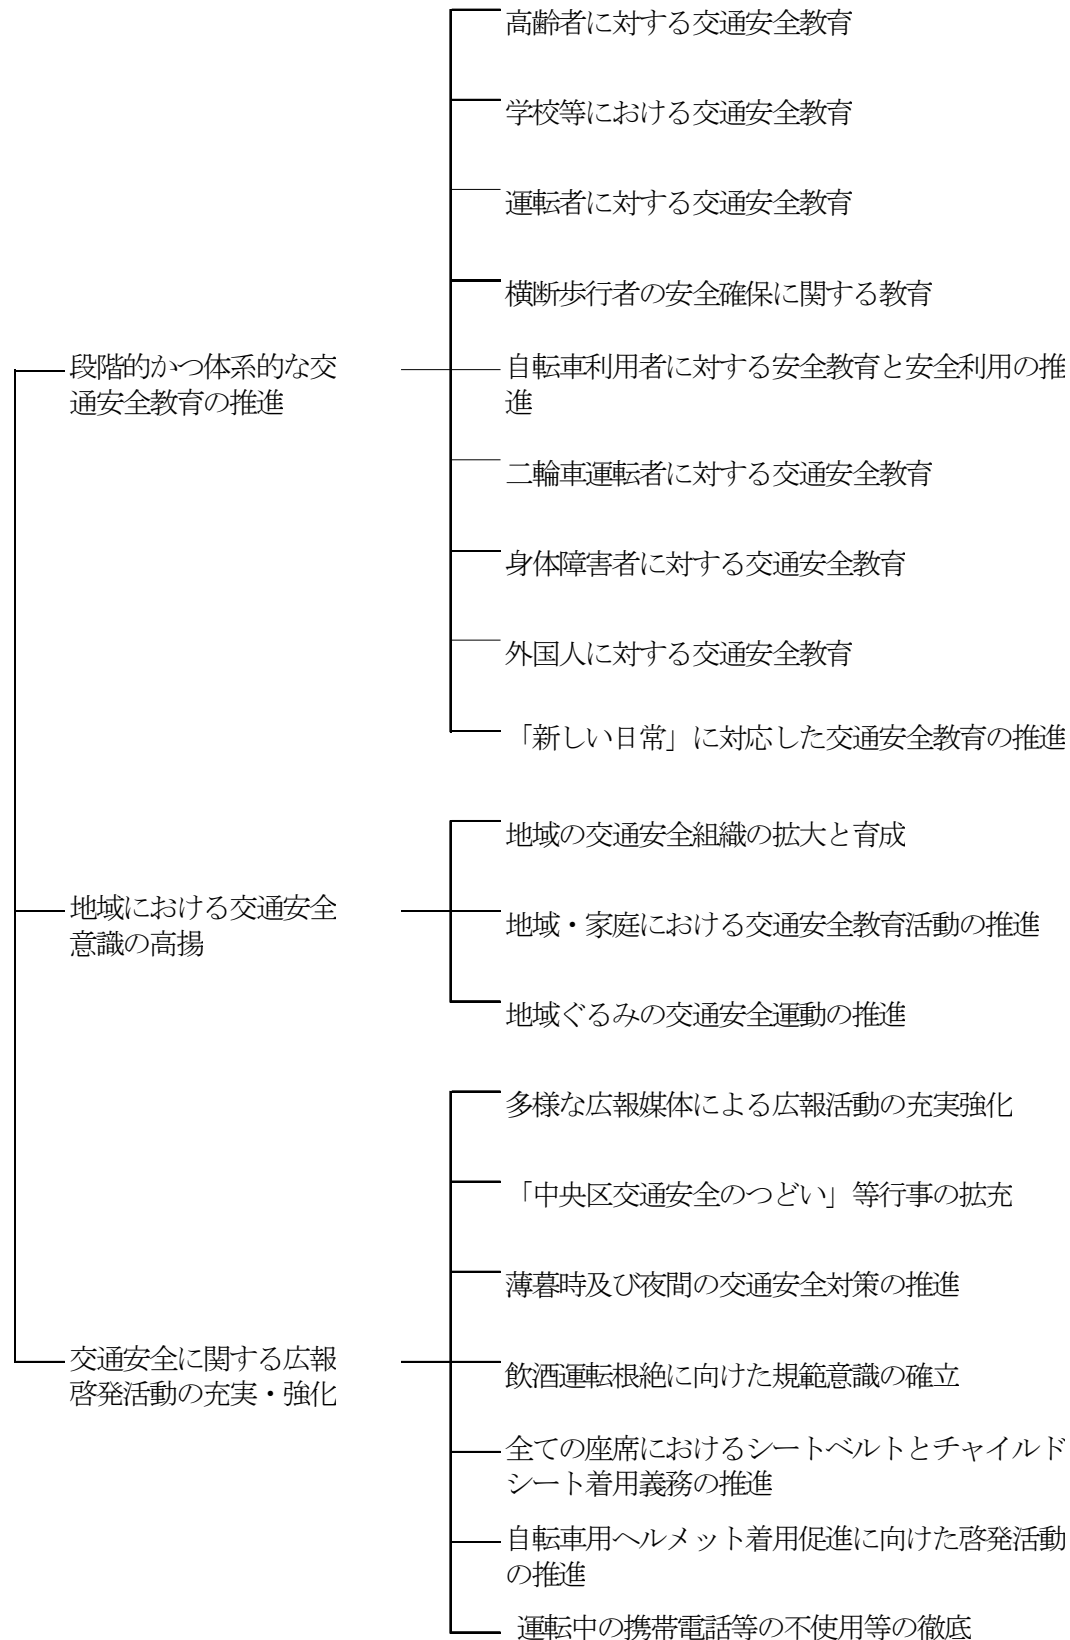 段階的かつ体系的な交
通安全教育の推進
高齢者に対する交通安全教育
学校等における交通安全教育
運転者に対する交通安全教育
横断歩行者の安全確保に関する教育
自転車利用者に対する安全教育と安全利用の推
進
二輪車運転者に対する交通安全教育
身体障害者に対する交通安全教育
外国人に対する交通安全教育
「新しい日常」に対応した交通安全教育の推進
地域における交通安全
意識の高揚
地域の交通安全組織の拡大と育成
地域・家庭における交通安全教育活動の推進
地域ぐるみの交通安全運動の推進
交通安全に関する広報
啓発活動の充実・強化
多様な広報媒体による広報活動の充実強化
「中央区交通安全のつどい」等行事の拡充
薄暮時及び夜間の交通安全対策の推進
飲酒運転根絶に向けた規範意識の確立
全ての座席におけるシートベルトとチャイルド
シート着用義務の推進
自転車用ヘルメット着用促進に向けた啓発活動
の推進
運転中の携帯電話等の不使用等の徹底